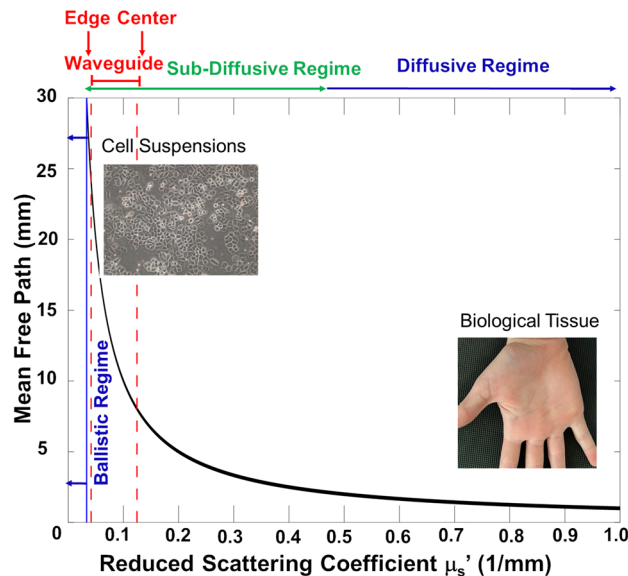 Edge Center
Waveguide
Sub-Diffusive Regime
Diffusive Regime
30
25
20
15
10
5
0
Mean Free Path (mm)
Ballistic Regime
Cell Suspensions
Biological Tissue
0 0.1 0.2 0.3 0.4 0.5 0.6 0.7 0.8 0.9 1.0
Reduced Scattering Coefficient μs’ (1/mm)